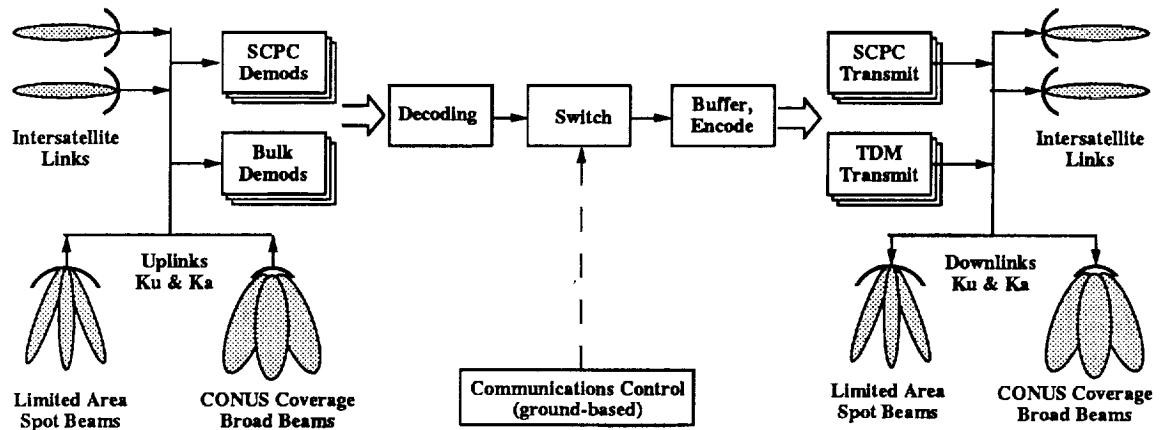 Intersatellite
Links
SCPC
Demods
Bulk
Demods
Decoding
Switch
Buffer,
Encode
SCPC
Transmit
TDM
Transmit
Intersatellite
Links
Uplinks
Ku & Ka
Downlinks
Ku & Ka
Limited Area
Spot Beams
CONUS Coverage
Broad Beams
Communications Control
(ground-based)
Limited Area
Spot Beams
CONUS Coverage
Broad Beams